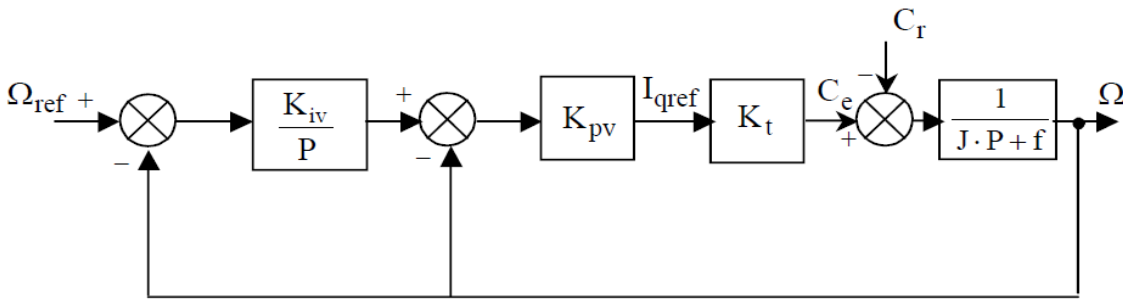 C_r
Ω_ref + − K_iv / P + − K_pv I_qref K_t C_e + − 1 / (J · P + f) Ω